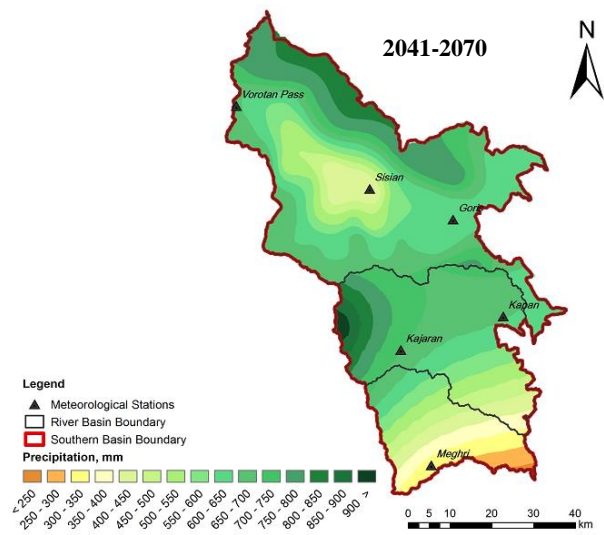 2041-2070
N
Vorotan Pass
Sisian
Goris
Kapan
Kajaran
Meghri
Legend
Meteorological Stations
River Basin Boundary
Southern Basin Boundary
Precipitation, mm
< 250
250 - 300
300 - 350
350 - 400
400 - 450
450 - 500
500 - 550
550 - 600
600 - 650
650 - 700
700 - 750
750 - 800
800 - 850
850 - 900
900 >
0 5 10 20 30 40
km